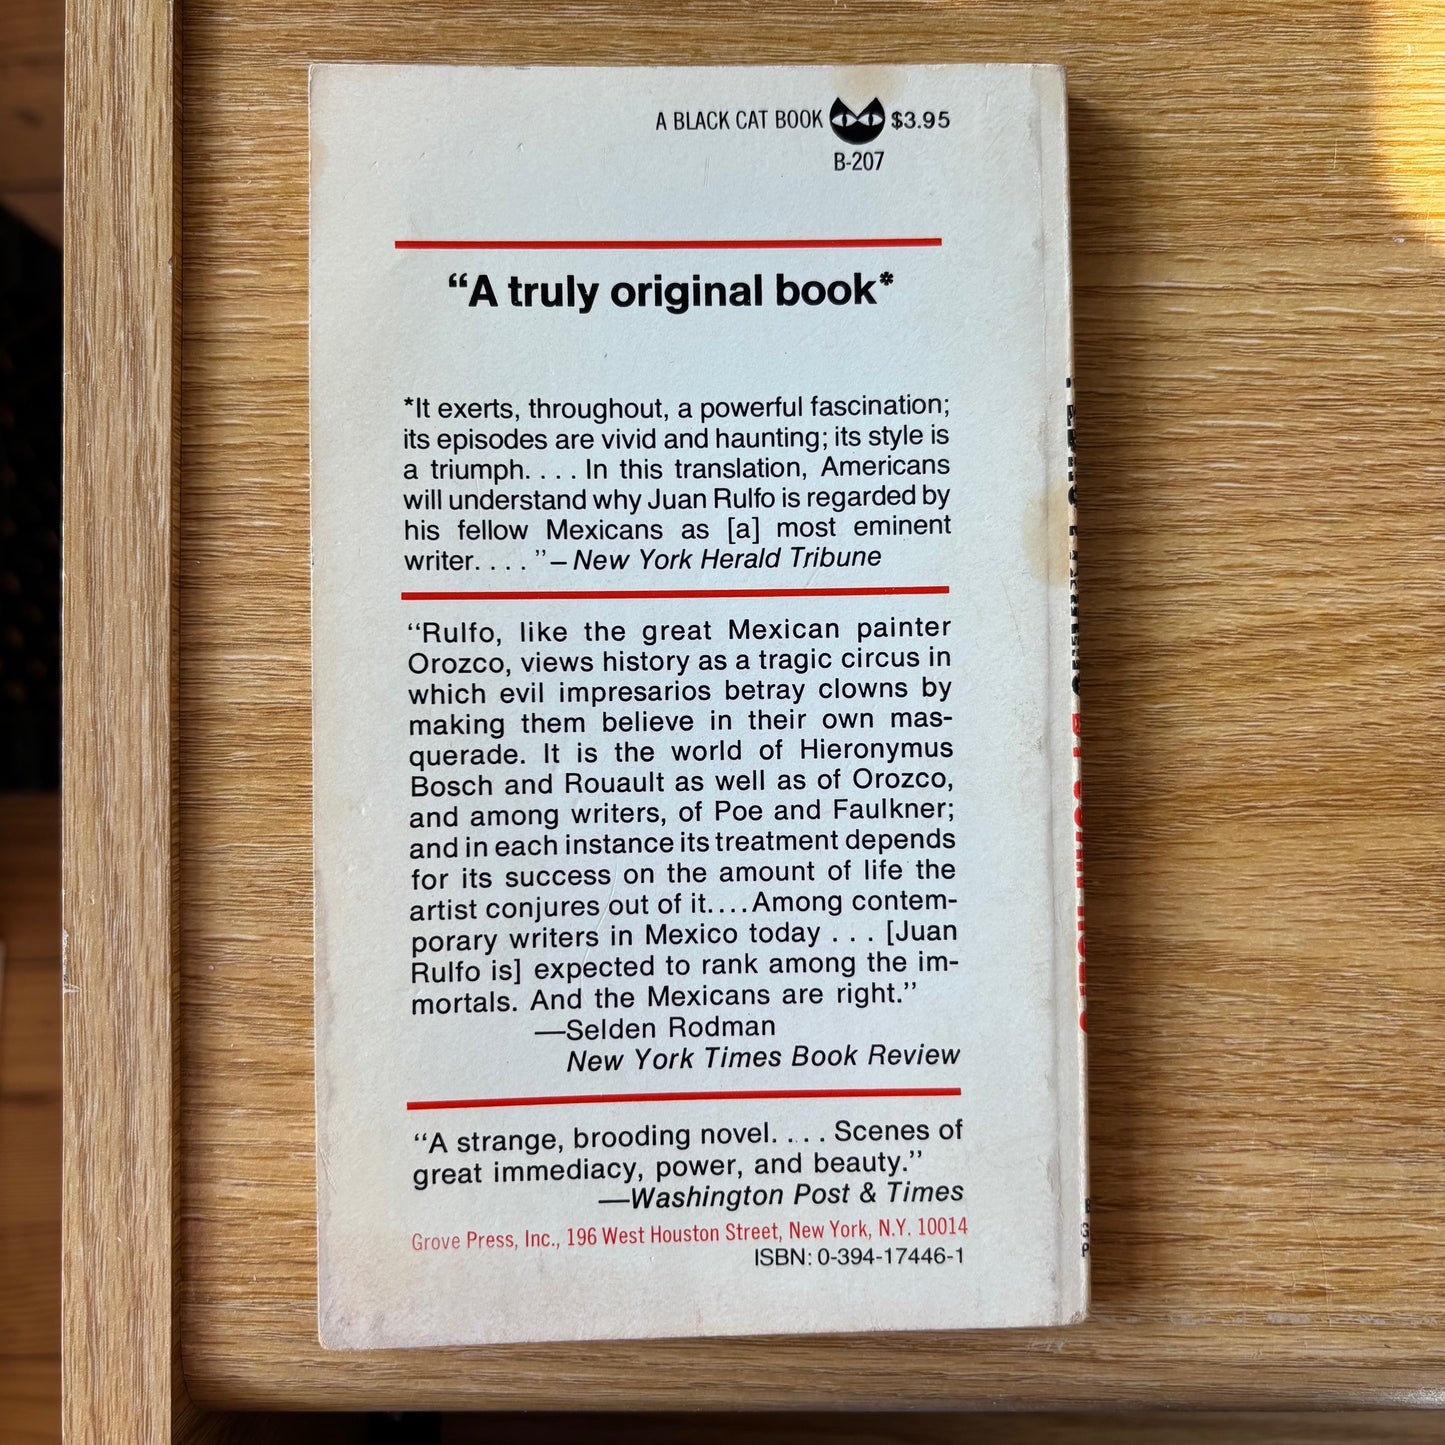 A BLACK CAT BOOK $3.95
B-207
“A truly original book*
*It exerts, throughout, a powerful fascination;
its episodes are vivid and haunting; its style is
a triumph. . . . In this translation, Americans
will understand why Juan Rulfo is regarded by
his fellow Mexicans as [a] most eminent
writer. . . . ” – New York Herald Tribune
“Rulfo, like the great Mexican painter
Orozco, views history as a tragic circus in
which evil impresarios betray clowns by
making them believe in their own mas-
querade. It is the world of Hieronymus
Bosch and Rouault as well as of Orozco,
and among writers, of Poe and Faulkner;
and in each instance its treatment depends
for its success on the amount of life the
artist conjures out of it. . . . Among contem-
porary writers in Mexico today . . . [Juan
Rulfo is] expected to rank among the im-
mortals. And the Mexicans are right.”
—Selden Rodman
New York Times Book Review
“A strange, brooding novel. . . . Scenes of
great immediacy, power, and beauty.”
—Washington Post & Times
Grove Press, Inc., 196 West Houston Street, New York, N.Y. 10014
ISBN: 0-394-17446-1